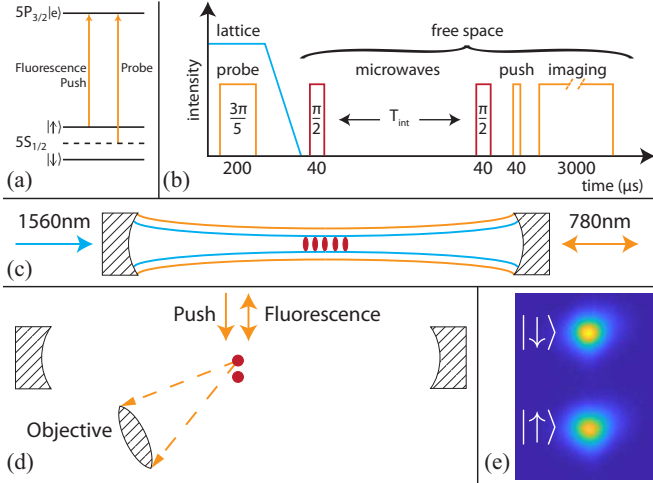 5P3/2|e⟩
Fluorescence
Push
Probe
|↑⟩
5S1/2
|↓⟩
(a)
(b)
intensity
lattice
free space
probe
microwaves
push
imaging
3π/5
π/2
T_int
π/2
200
40
40
40
3000
time (μs)
1560nm
780nm
(c)
Push
Fluorescence
Objective
(d)
|↓⟩
|↑⟩
(e)